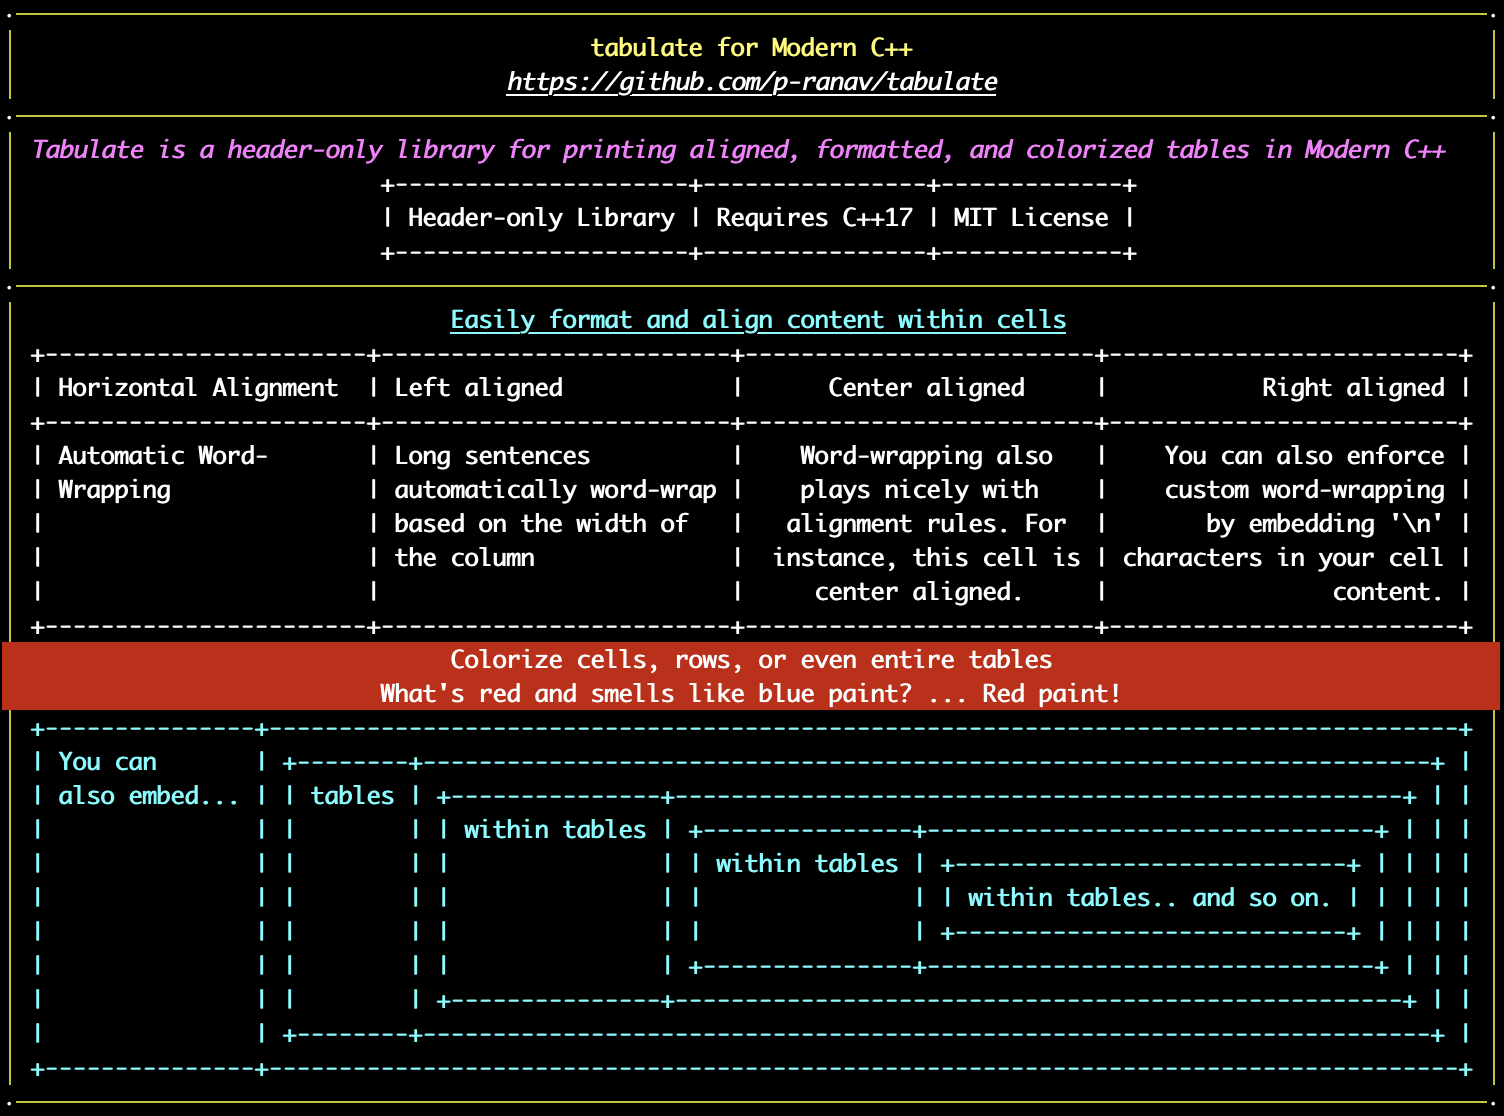 tabulate for Modern C++
https://github.com/p-ranav/tabulate
Tabulate is a header-only library for printing aligned, formatted, and colorized tables in Modern C++
Header-only Library | Requires C++17 | MIT License
Easily format and align content within cells
Horizontal Alignment | Left aligned | Center aligned | Right aligned
Automatic Word- | Long sentences | Word-wrapping also | You can also enforce
Wrapping | automatically word-wrap | plays nicely with | custom word-wrapping
based on the width of | alignment rules. For | by embedding '\n'
the column | instance, this cell is | characters in your cell
center aligned. | content.
Colorize cells, rows, or even entire tables
What's red and smells like blue paint? ... Red paint!
You can
also embed... | tables
within tables
within tables
within tables.. and so on.